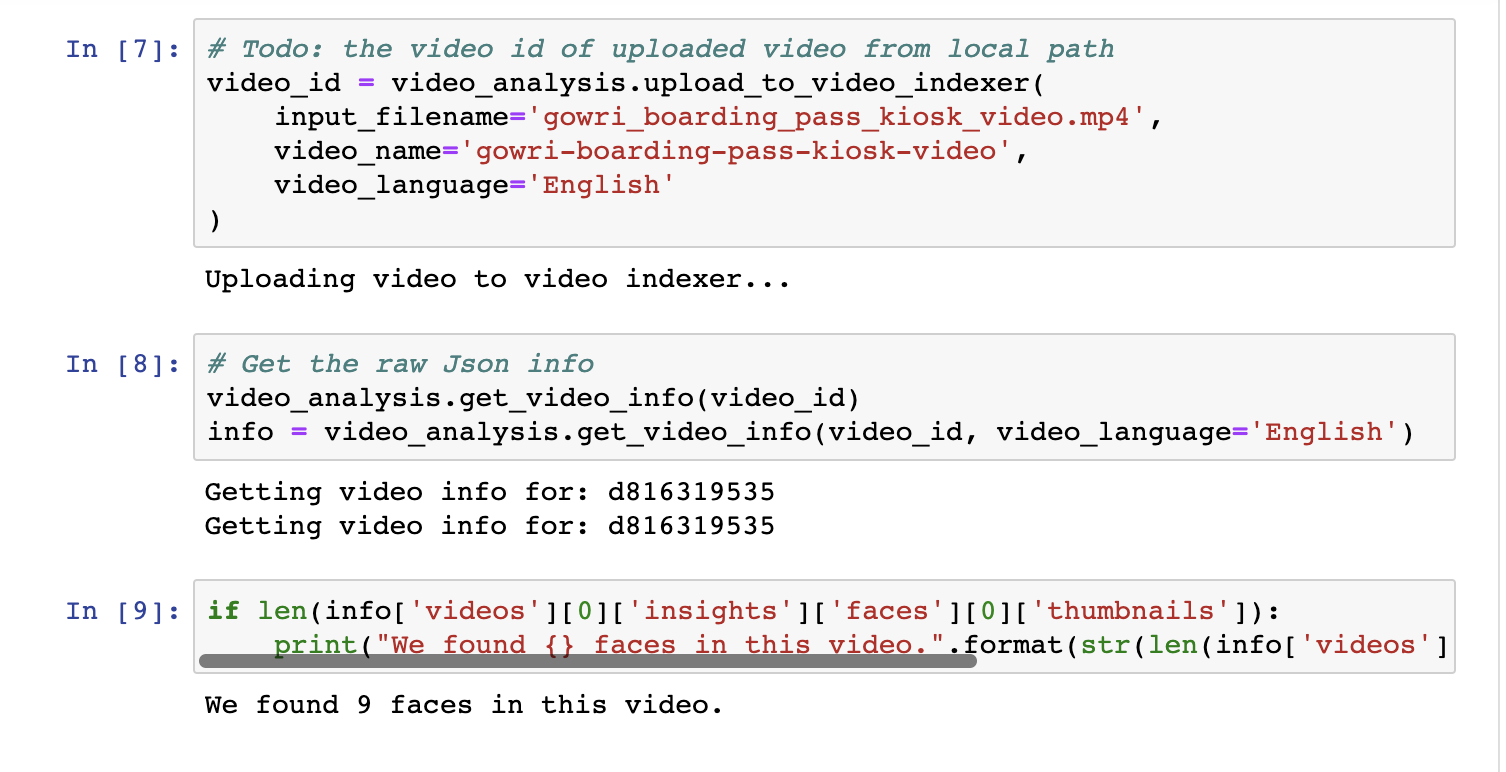 In [7]: # Todo: the video id of uploaded video from local path
video_id = video_analysis.upload_to_video_indexer(
    input_filename='gowri_boarding_pass_kiosk_video.mp4',
    video_name='gowri-boarding-pass-kiosk-video',
    video_language='English'
)
Uploading video to video indexer...
In [8]: # Get the raw Json info
video_analysis.get_video_info(video_id)
info = video_analysis.get_video_info(video_id, video_language='English')
Getting video info for: d816319535
Getting video info for: d816319535
In [9]: if len(info['videos'][0]['insights']['faces'][0]['thumbnails']):
    print("We found {} faces in this video.".format(str(len(info['videos']
We found 9 faces in this video.